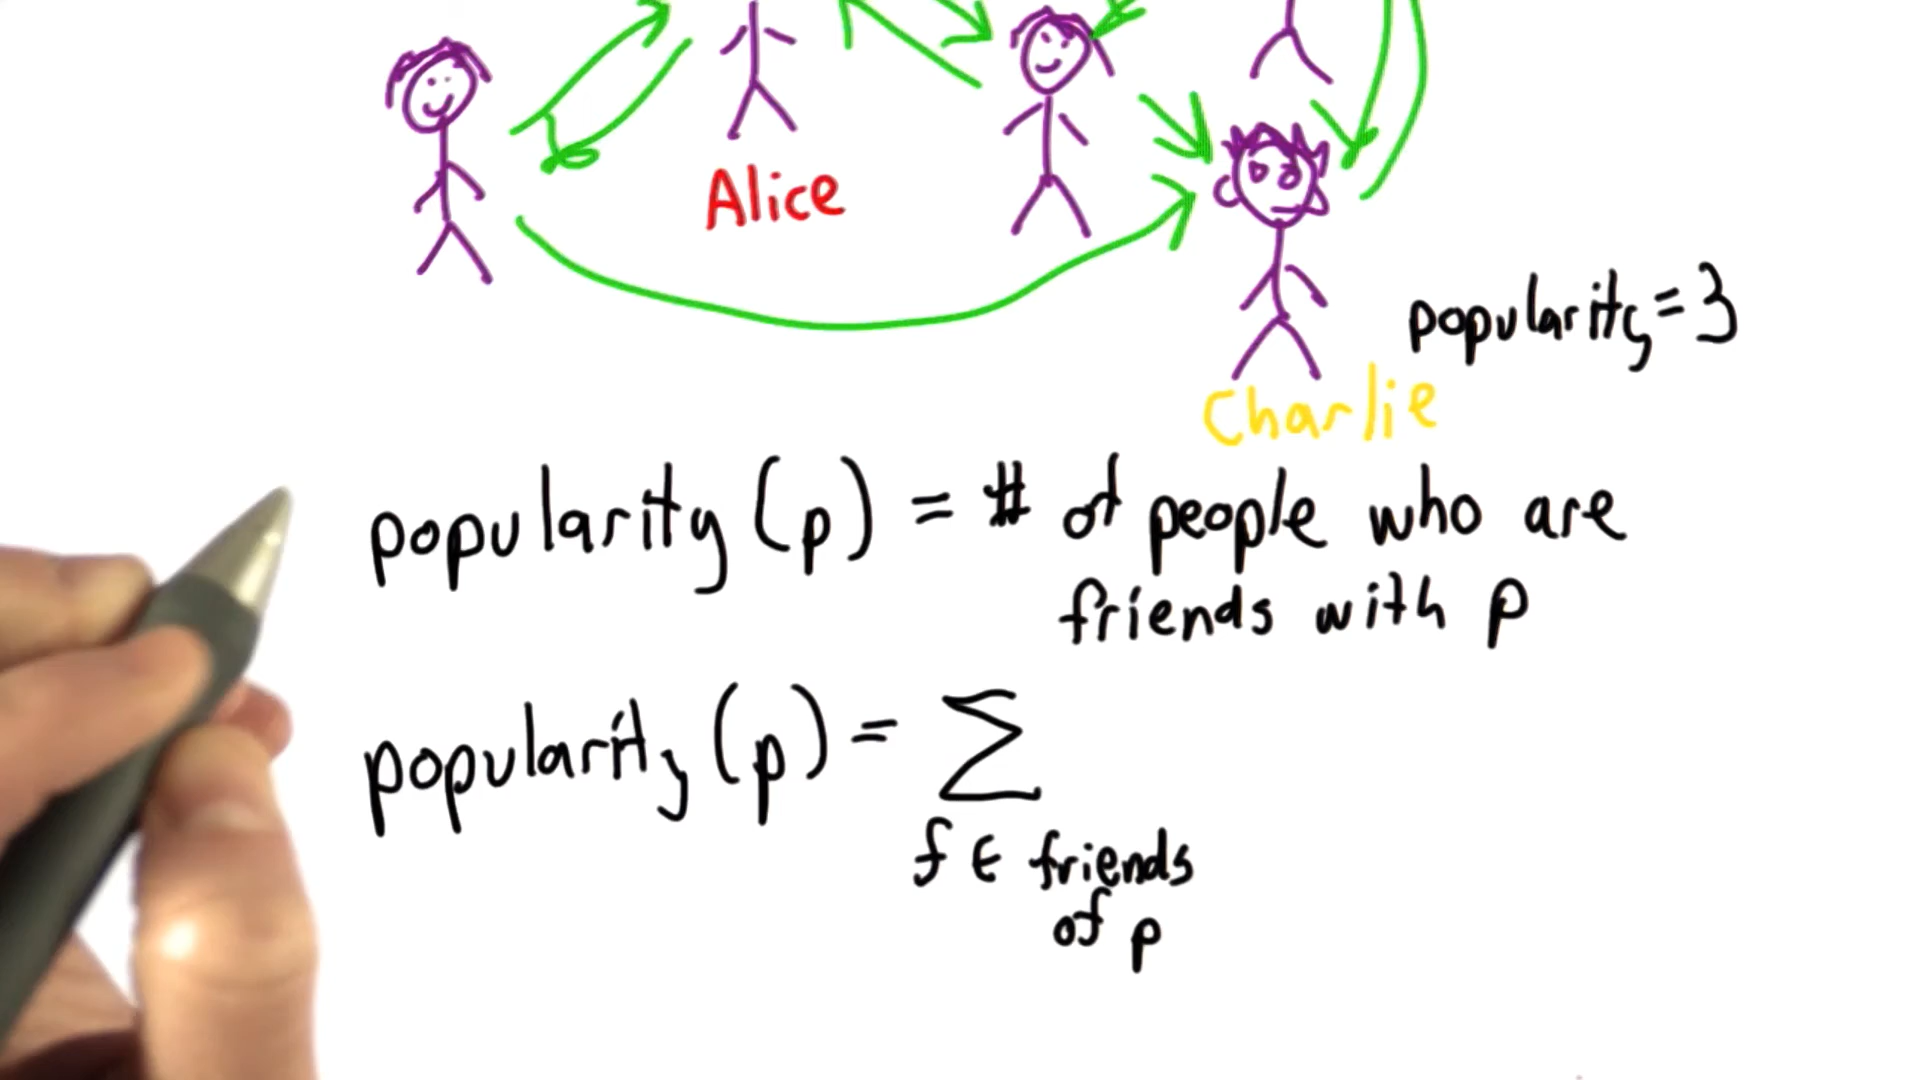 Alice
popularity=3
Charlie
popularity (p) = # of people who are
friends with p
popularity (p) = Σ
f ∈ friends
of p